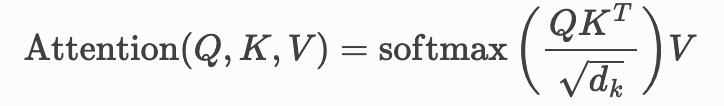 Attention(Q, K, V) = softmax(QK^T / √d_k)V